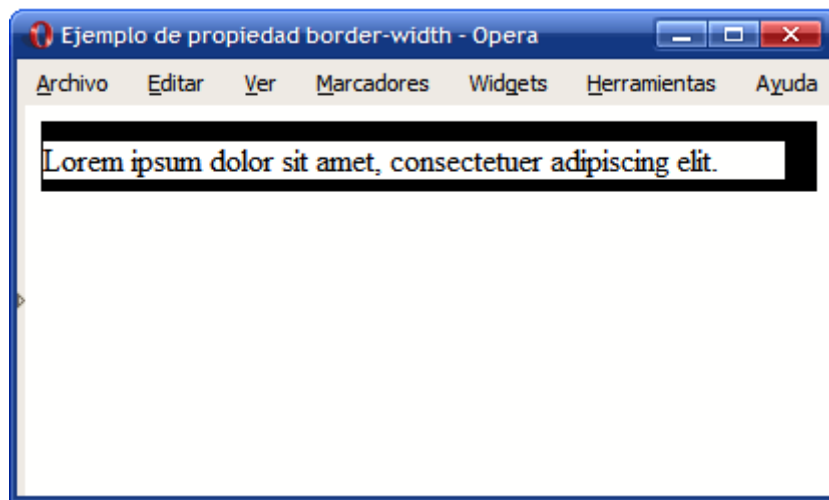 Ejemplo de propiedad border-width - Opera
Archivo Editar Ver Marcadores Widgets Herramientas Ayuda
Lorem ipsum dolor sit amet, consectetuer adipiscing elit.